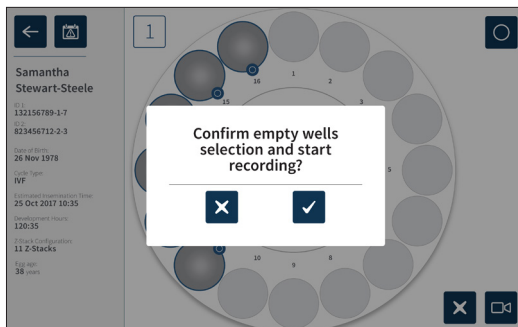 1
Samantha
Stewart-Steele
ID 1:
132156789-1-7
ID 2:
823456712-2-3
Date of Birth:
26 Nov 1978
Cycle Type:
IVF
Estimated Insemination Time:
25 Oct 2017 10:35
Development Hours:
120:35
Z-Stack Configuration:
11 Z-Stacks
Egg age:
38 years
16
1
2
15
3
Confirm empty wells
selection and start
recording?
5
10
9
8